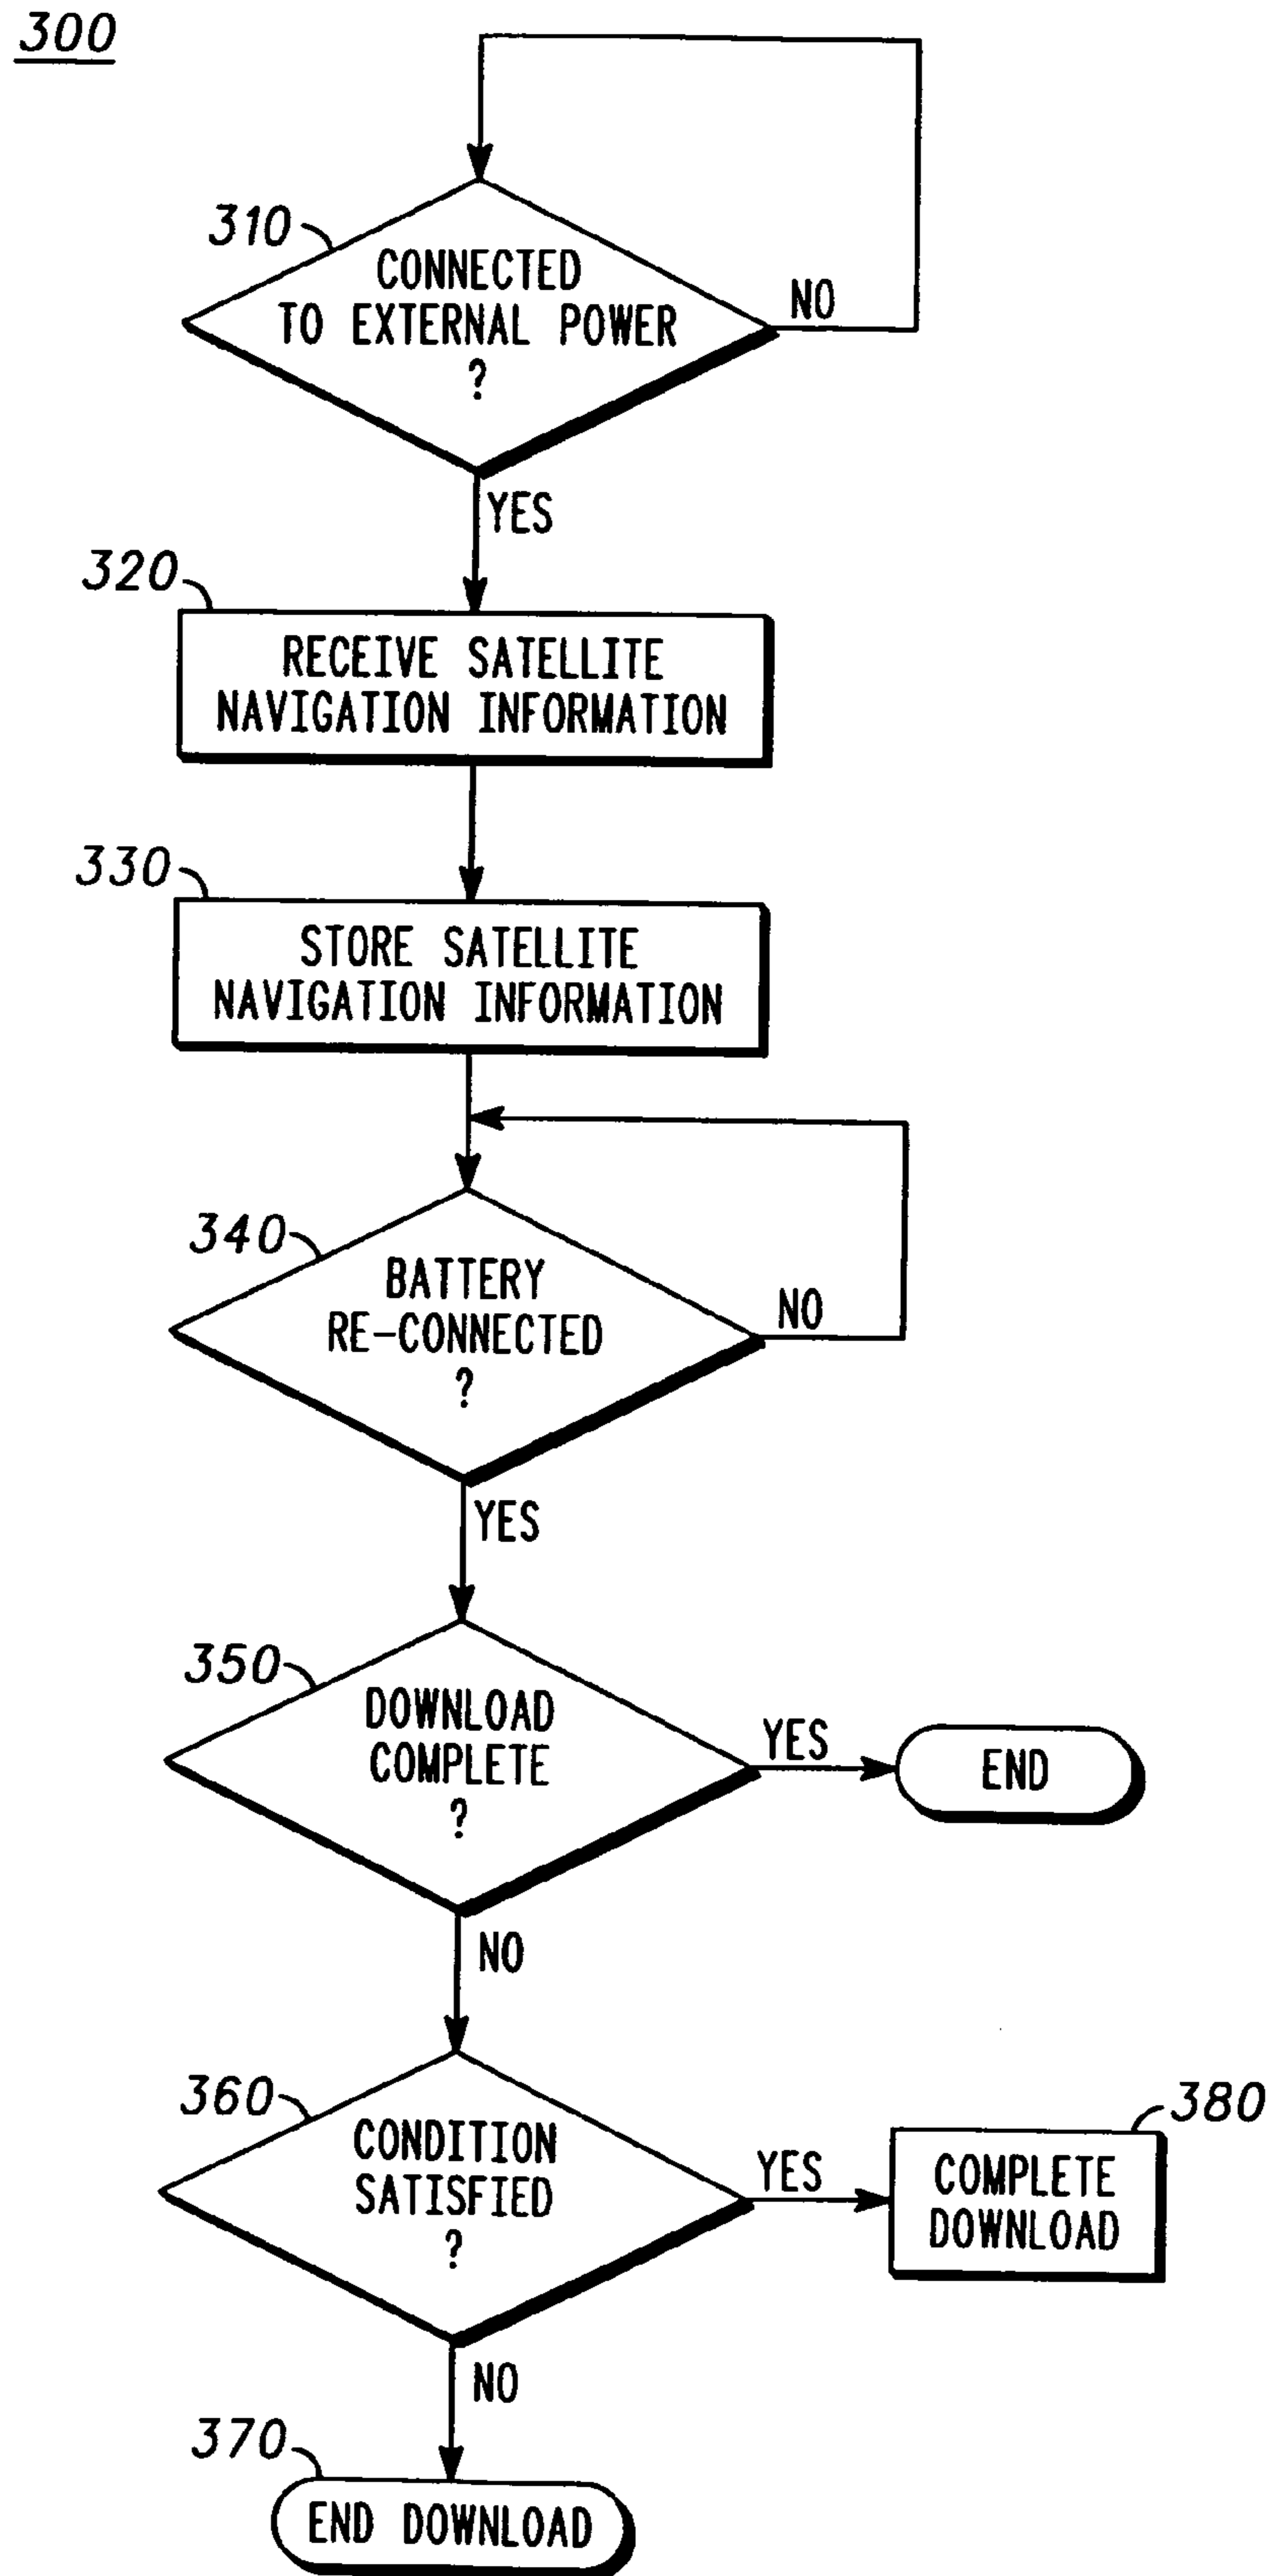 300
310
CONNECTED
TO EXTERNAL POWER
?
NO
YES
320
RECEIVE SATELLITE
NAVIGATION INFORMATION
330
STORE SATELLITE
NAVIGATION INFORMATION
340
BATTERY
RE-CONNECTED
?
NO
YES
350
DOWNLOAD
COMPLETE
?
YES
END
NO
360
CONDITION
SATISFIED
?
YES
380
COMPLETE
DOWNLOAD
NO
370
END DOWNLOAD